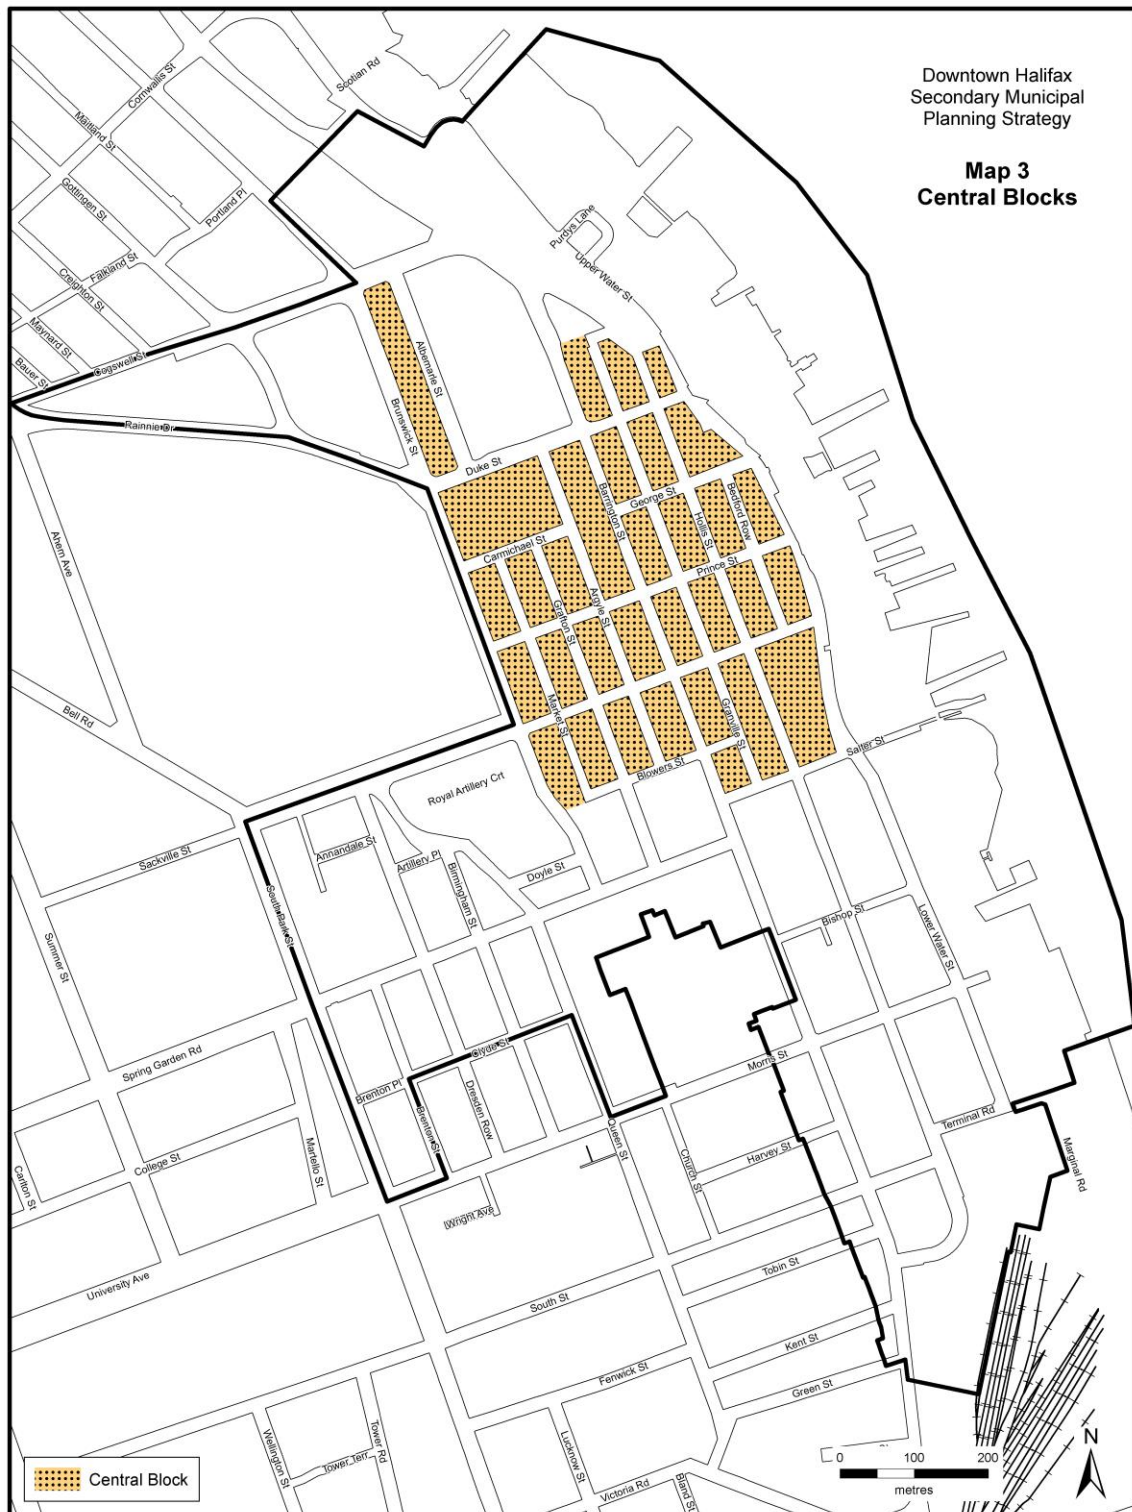 Downtown Halifax
Secondary Municipal
Planning Strategy
Map 3
Central Blocks
Scotian Rd
Cornwallis St
Maitland St
Gottingen St
Portland Pl
Falkland St
Creighton St
Maynard St
Bauer St
Cogswell St
Rainnie Dr
Purdys Lane
Upper Water St
Albemarle St
Brunswick St
Duke St
Barrington St
George St
Hollis St
Bedford Row
Carmichael St
Prince St
Grafton St
Argyle St
Ahern Ave
Bell Rd
Market St
Granville St
Salter St
Blowers St
Royal Artillery Crt
Sackville St
Annandale St
Artillery Pl
Birmingham St
Doyle St
South Park St
Summer St
Bishop St
Lower Water St
Spring Garden Rd
Clyde St
Morris St
Brenton Pl
Brenton St
Dresden Row
Queen St
Church St
Harvey St
Terminal Rd
Marginal Rd
College St
Carlton St
Martello St
Wright Ave
University Ave
South St
Tobin St
Kent St
Fenwick St
Green St
Wellington St
Tower Terr
Tower Rd
Lucknow St
Victoria Rd
Bland St
Central Block
0 100 200
metres
N